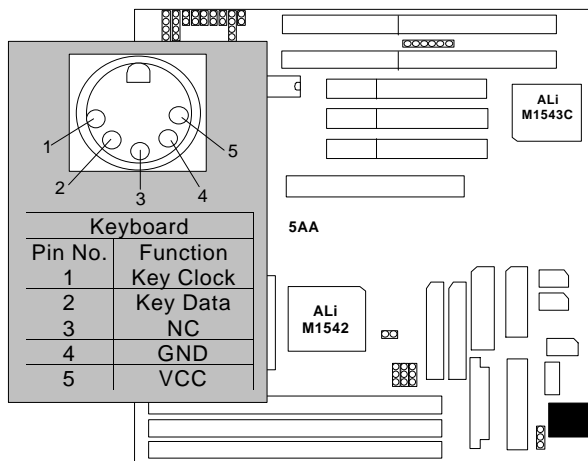 1
2
3
4
5
Keyboard
Pin No. Function
1 Key Clock
2 Key Data
3 NC
4 GND
5 VCC
ALi
M1543C
5AA
ALi
M1542